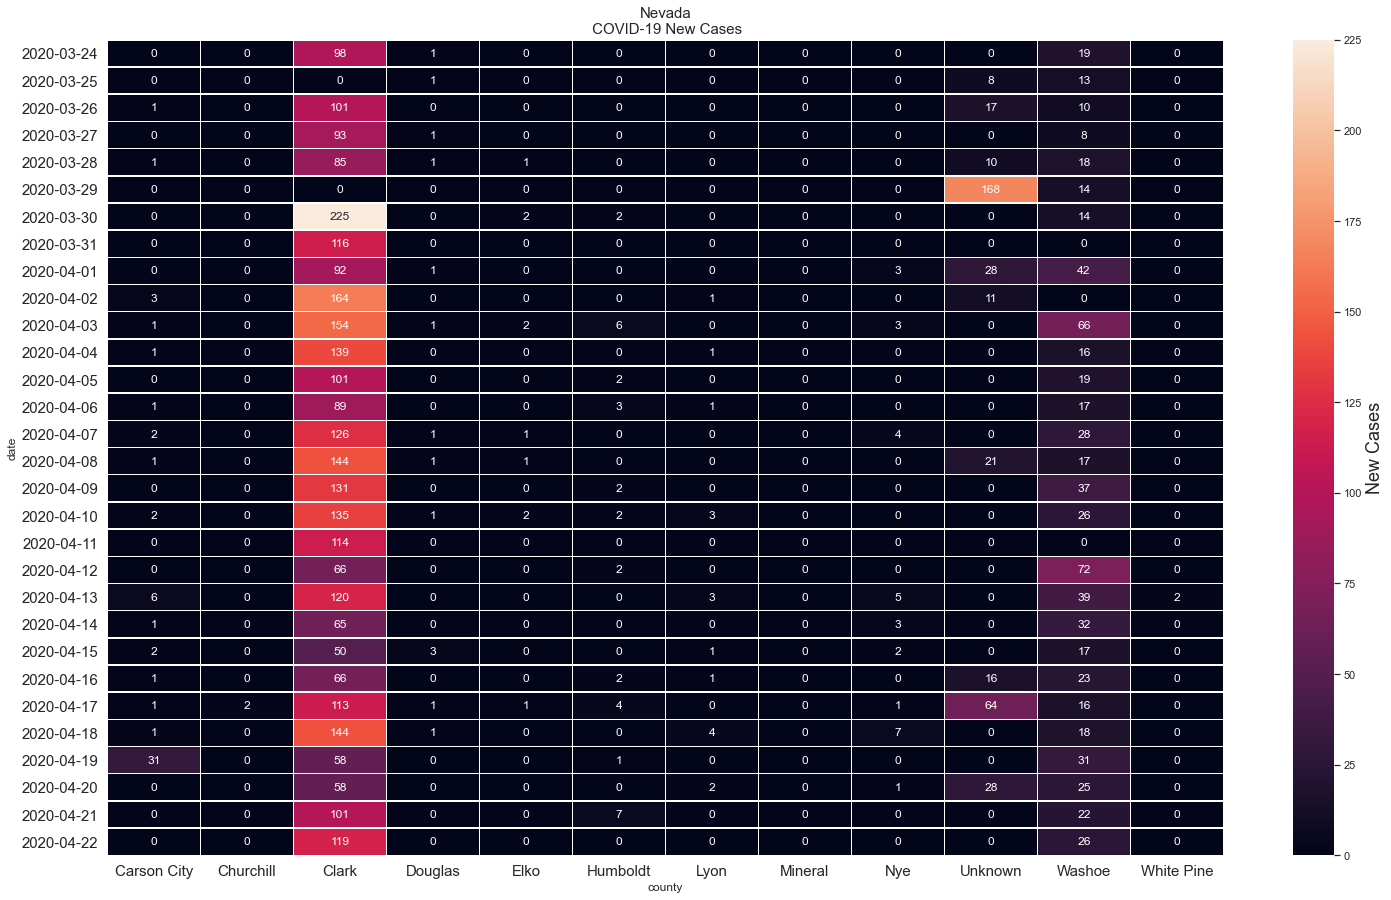 Nevada
COVID-19 New Cases
2020-03-24 0 0 98 1 0 0 0 0 0 0 19 0
2020-03-25 0 0 0 1 0 0 0 0 0 8 13 0
2020-03-26 1 0 101 0 0 0 0 0 0 17 10 0
2020-03-27 0 0 93 1 0 0 0 0 0 0 8 0
2020-03-28 1 0 85 1 1 0 0 0 0 10 18 0
2020-03-29 0 0 0 0 0 0 0 0 0 168 14 0
2020-03-30 0 0 225 0 2 2 0 0 0 0 14 0
2020-03-31 0 0 116 0 0 0 0 0 0 0 0 0
2020-04-01 0 0 92 1 0 0 0 0 3 28 42 0
2020-04-02 3 0 164 0 0 0 1 0 0 11 0 0
2020-04-03 1 0 154 1 2 6 0 0 3 0 66 0
2020-04-04 1 0 139 0 0 0 1 0 0 0 16 0
2020-04-05 0 0 101 0 0 2 0 0 0 0 19 0
2020-04-06 1 0 89 0 0 3 1 0 0 0 17 0
2020-04-07 2 0 126 1 1 0 0 0 4 0 28 0
2020-04-08 1 0 144 1 1 0 0 0 0 21 17 0
2020-04-09 0 0 131 0 0 2 0 0 0 0 37 0
2020-04-10 2 0 135 1 2 2 3 0 0 0 26 0
2020-04-11 0 0 114 0 0 0 0 0 0 0 0 0
2020-04-12 0 0 66 0 0 2 0 0 0 0 72 0
2020-04-13 6 0 120 0 0 0 3 0 5 0 39 2
2020-04-14 1 0 65 0 0 0 0 0 3 0 32 0
2020-04-15 2 0 50 3 0 0 1 0 2 0 17 0
2020-04-16 1 0 66 0 0 2 1 0 0 16 23 0
2020-04-17 1 2 113 1 1 4 0 0 1 64 16 0
2020-04-18 1 0 144 1 0 0 4 0 7 0 18 0
2020-04-19 31 0 58 0 0 1 0 0 0 0 31 0
2020-04-20 0 0 58 0 0 0 2 0 1 28 25 0
2020-04-21 0 0 101 0 0 7 0 0 0 0 22 0
2020-04-22 0 0 119 0 0 0 0 0 0 0 26 0
Carson City Churchill Clark Douglas Elko Humboldt Lyon Mineral Nye Unknown Washoe White Pine
county
date
225
200
175
150
125
100
75
50
25
0
New Cases